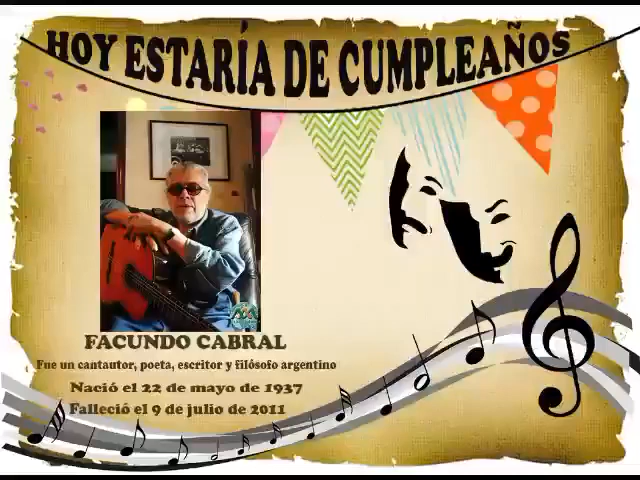 HOY ESTARÍA DE CUMPLEAÑOS
FACUNDO CABRAL
Fue un cantautor, poeta, escritor y filósofo argentino
Nació el 22 de mayo de 1937
Falleció el 9 de julio de 2011